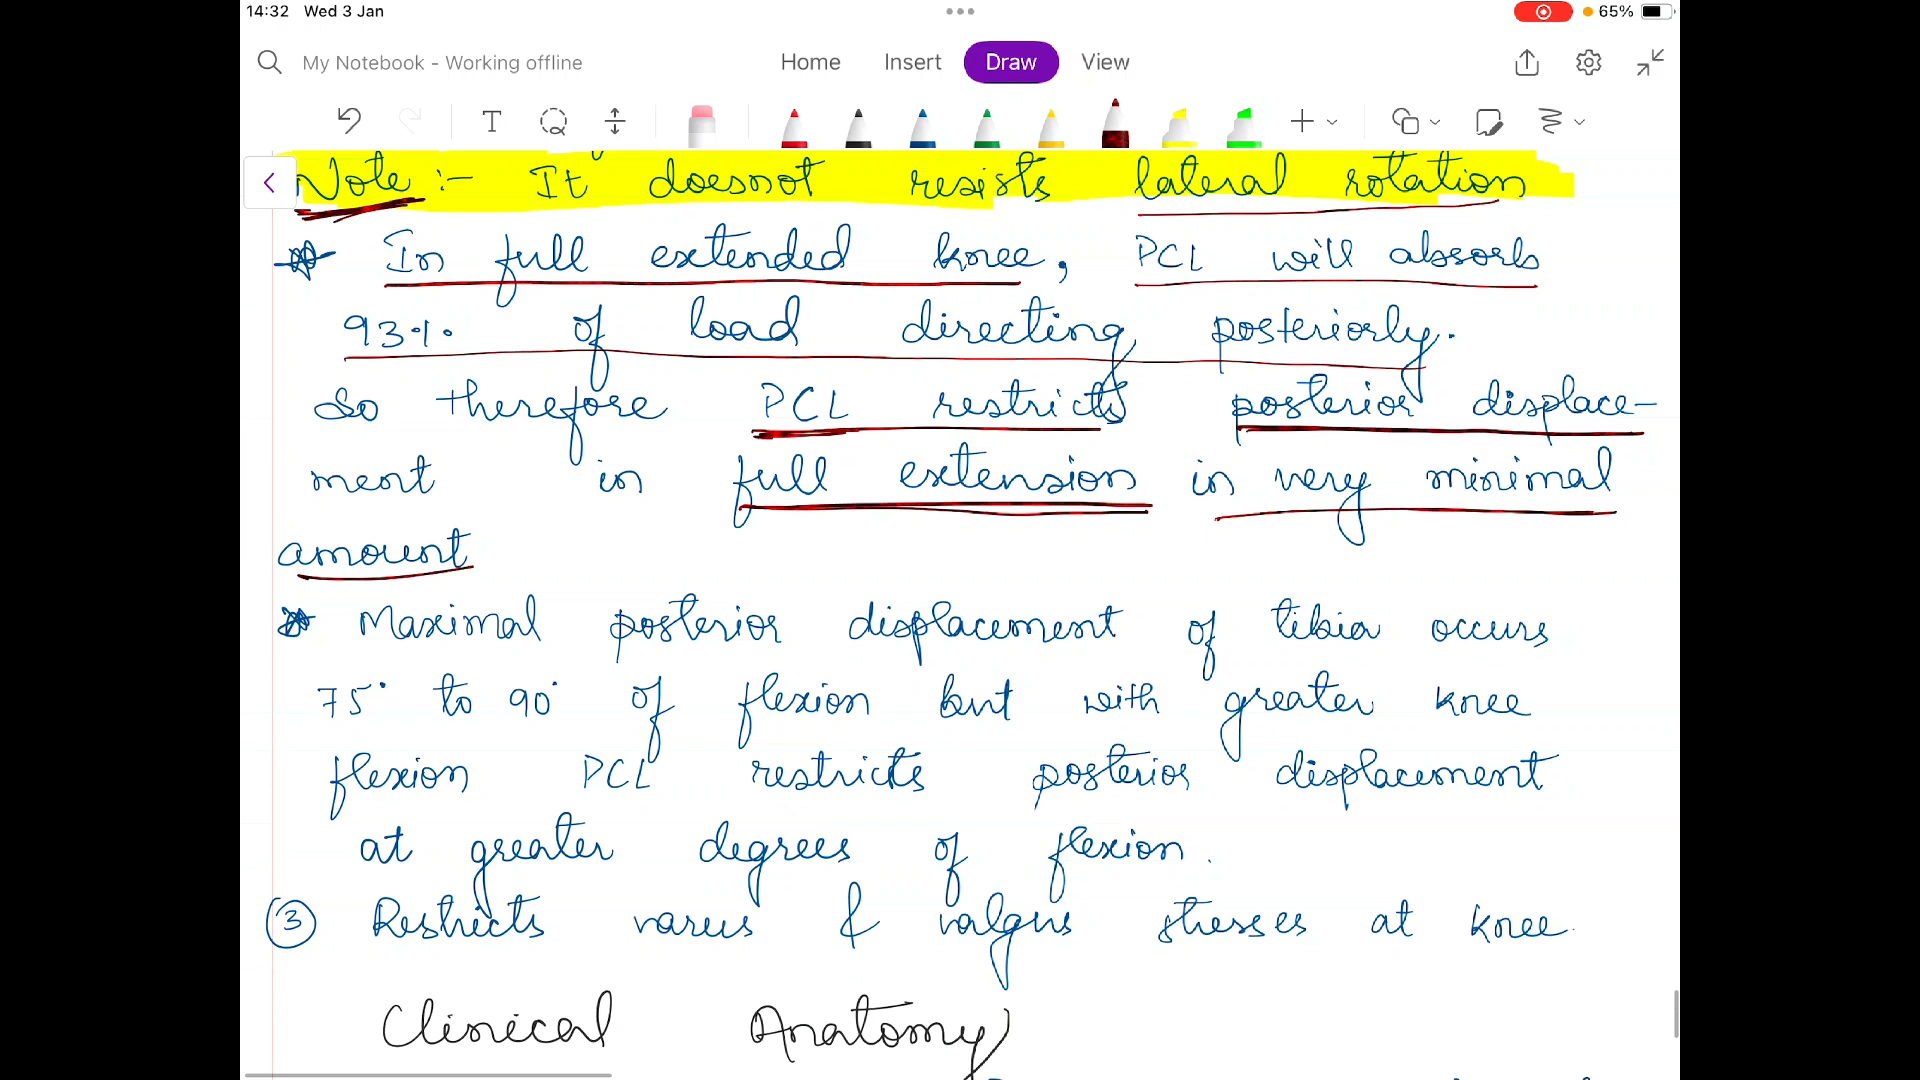 14:32 Wed 3 Jan
65%
My Notebook - Working offline
Home Insert Draw View
T
Note :- It doesnot resists lateral rotation
In full extended knee, PCL will absorb
93% of load directing posteriorly.
So therefore PCL restricts posterior displace-
ment in full extension in very minimal
amount
Maximal posterior displacement of tibia occurs
75° to 90° of flexion but with greater knee
flexion PCL restricts posterior displacement
at greater degrees of flexion.
3 Restricts varus & valgus stresses at knee.
Clinical Anatomy